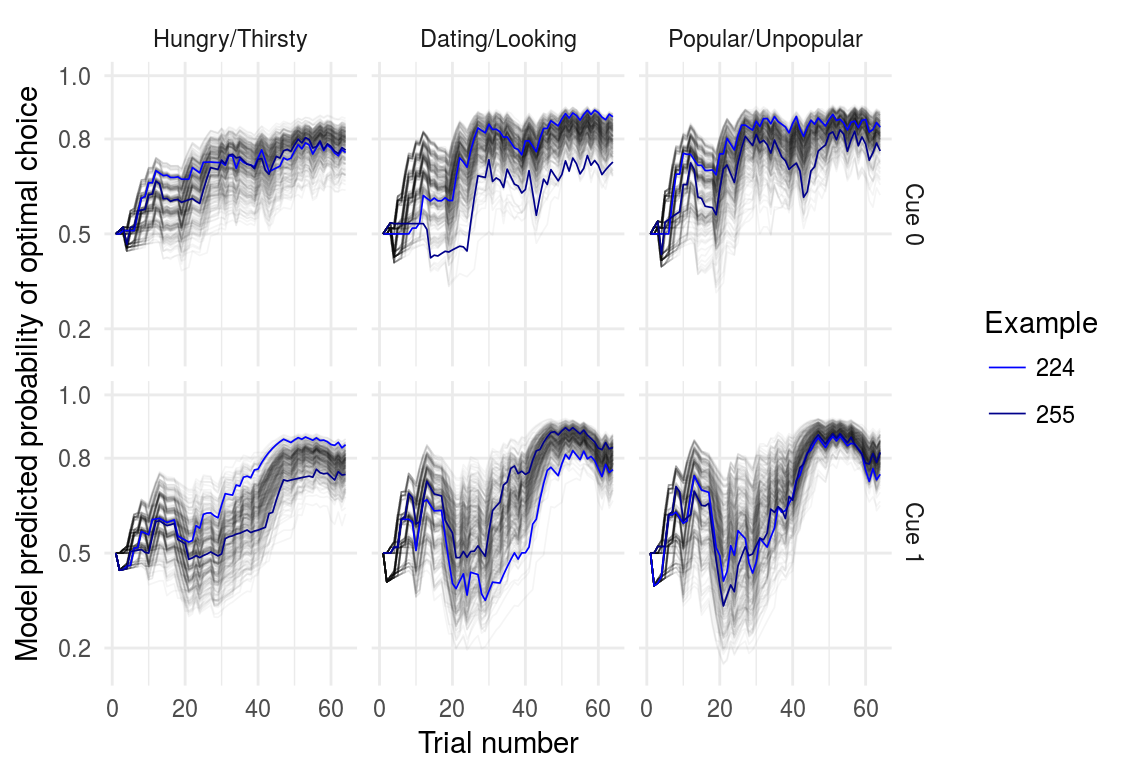 Hungry/Thirsty Dating/Looking Popular/Unpopular
Model predicted probability of optimal choice
1.0
0.8
0.5
0.2
Cue 0
1.0
0.8
0.5
0.2
Cue 1
0 20 40 60 0 20 40 60 0 20 40 60
Trial number
Example
224
255